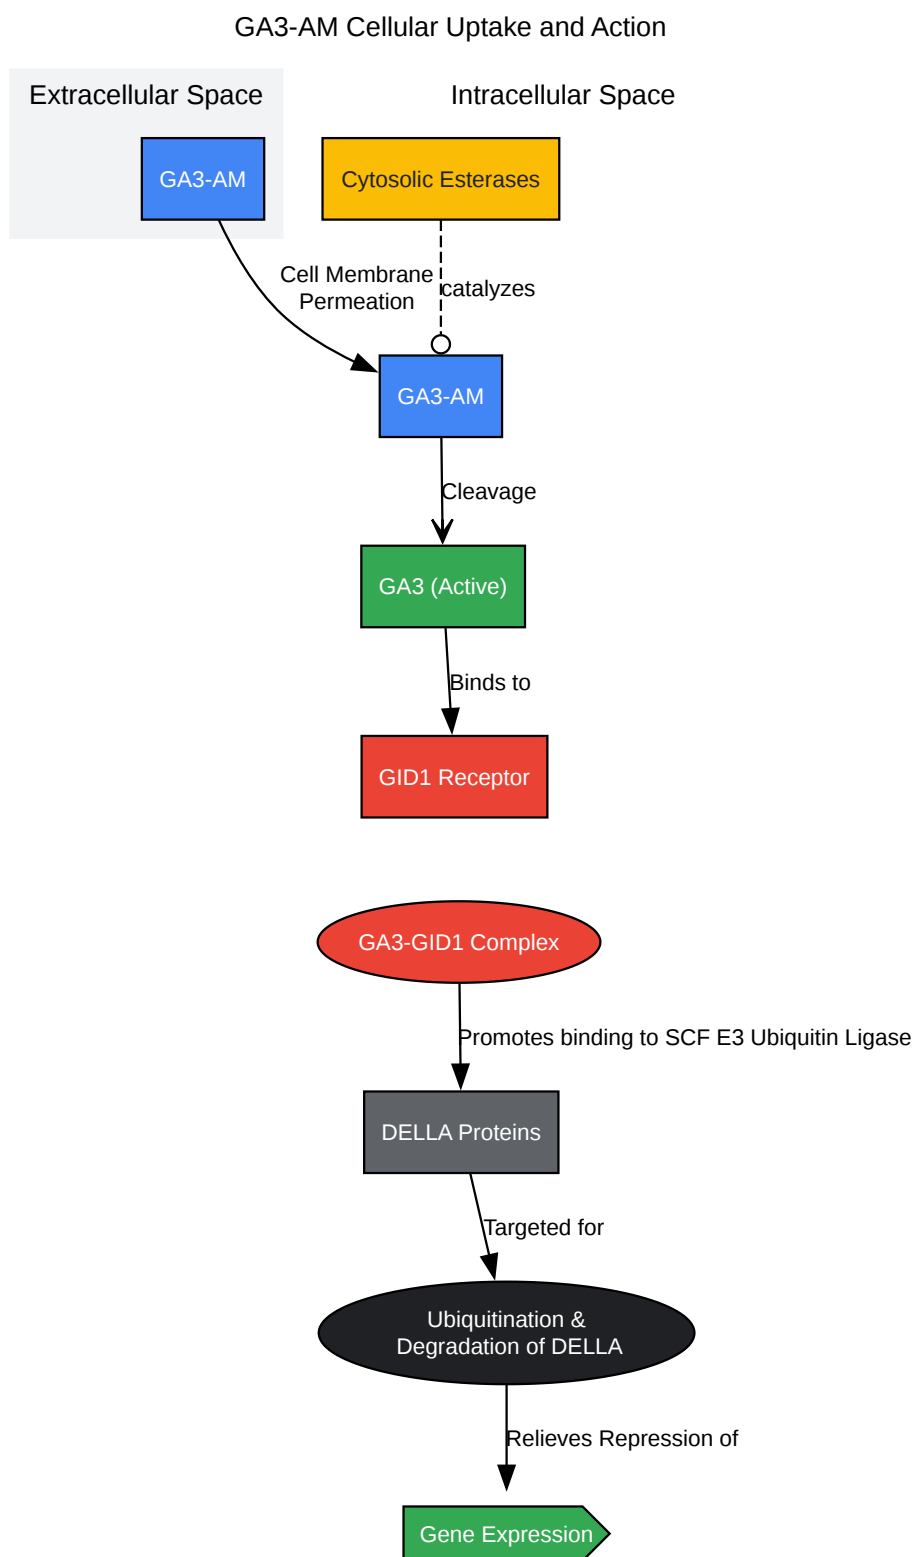 GA3-AM Cellular Uptake and Action
Extracellular Space
Intracellular Space
GA3-AM
Cytosolic Esterases
Cell Membrane
Permeation
catalyzes
GA3-AM
Cleavage
GA3 (Active)
Binds to
GID1 Receptor
GA3-GID1 Complex
Promotes binding to SCF E3 Ubiquitin Ligase
DELLA Proteins
Targeted for
Ubiquitination &
Degradation of DELLA
Relieves Repression of
Gene Expression